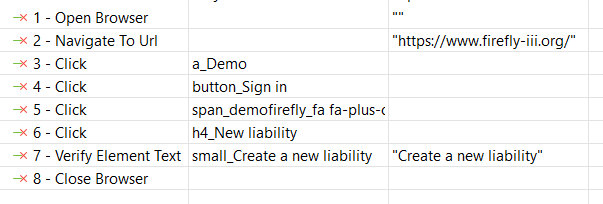 1 - Open Browser ""
2 - Navigate To Url "https://www.firefly-iii.org/"
3 - Click a_Demo
4 - Click button_Sign in
5 - Click span_demofirefly_fa fa-plus-c
6 - Click h4_New liability
7 - Verify Element Text small_Create a new liability "Create a new liability"
8 - Close Browser